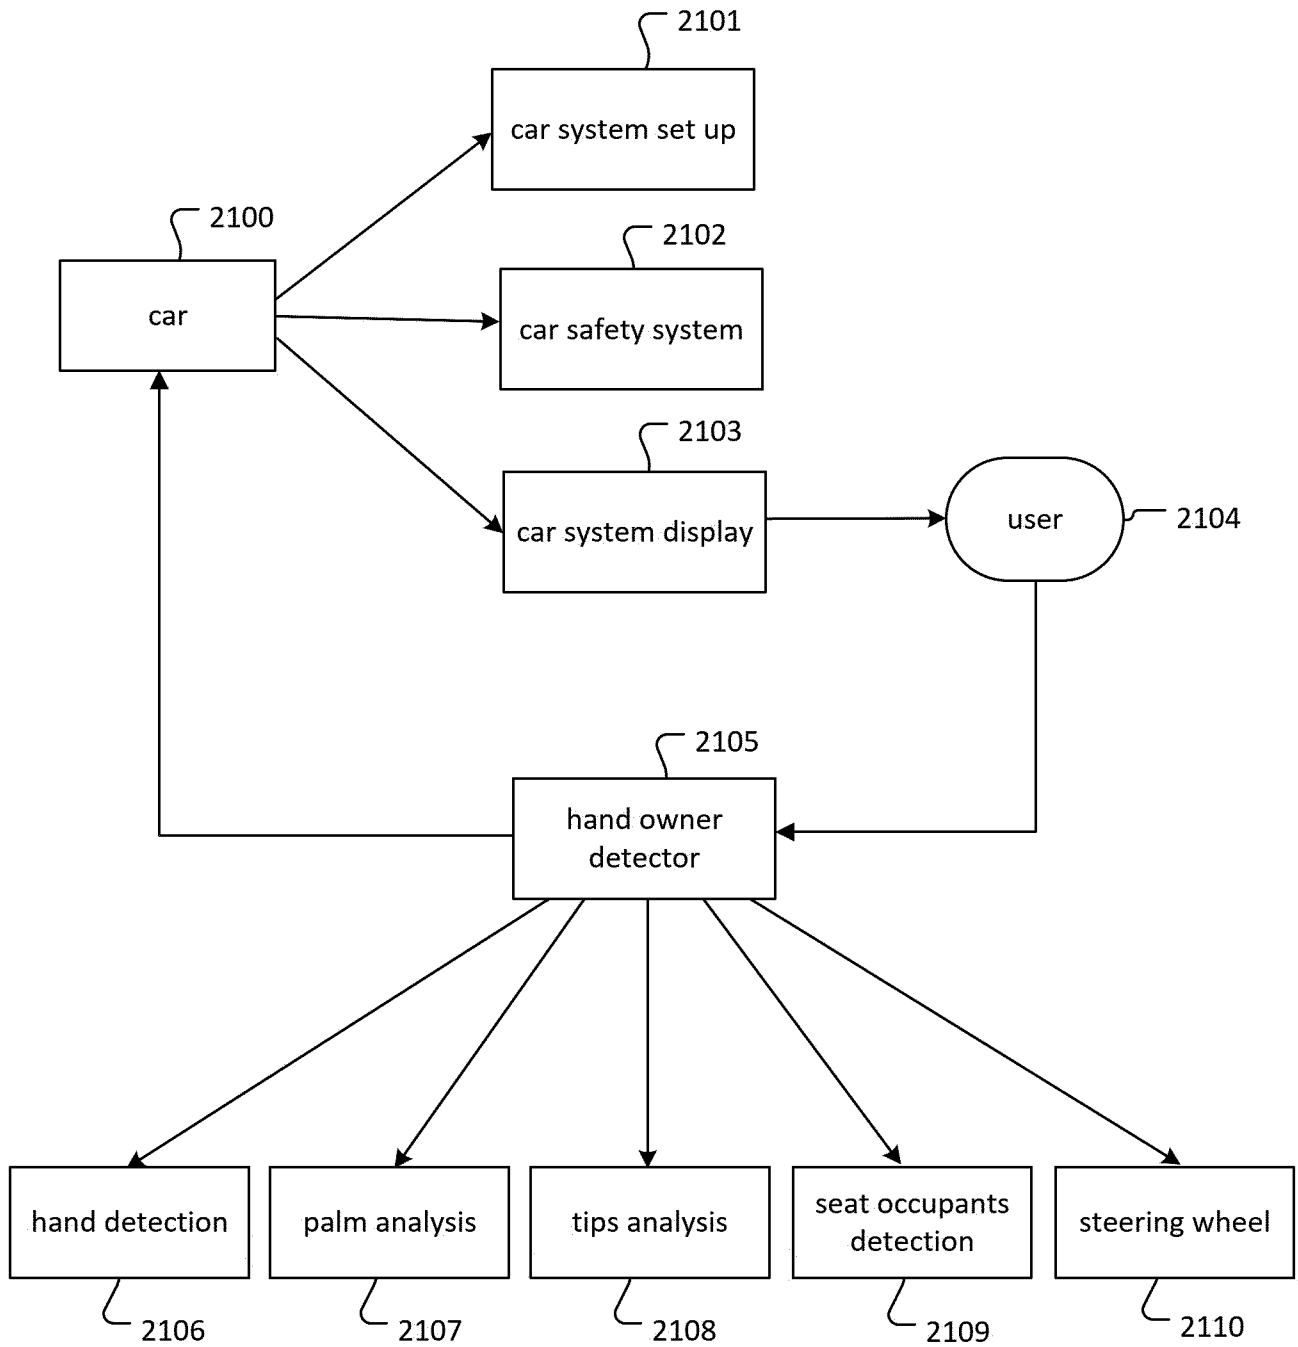 2101
car system set up
2100
car
2102
car safety system
2103
car system display
user
2104
2105
hand owner
detector
hand detection
palm analysis
tips analysis
seat occupants
detection
steering wheel
2106
2107
2108
2109
2110